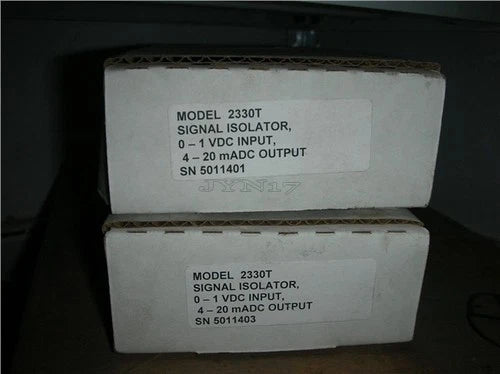 MODEL 2330T
SIGNAL ISOLATOR,
0 – 1 VDC INPUT,
4 – 20 mADC OUTPUT
SN 5011401
JYN17
MODEL 2330T
SIGNAL ISOLATOR,
0 – 1 VDC INPUT,
4 – 20 mADC OUTPUT
SN 5011403